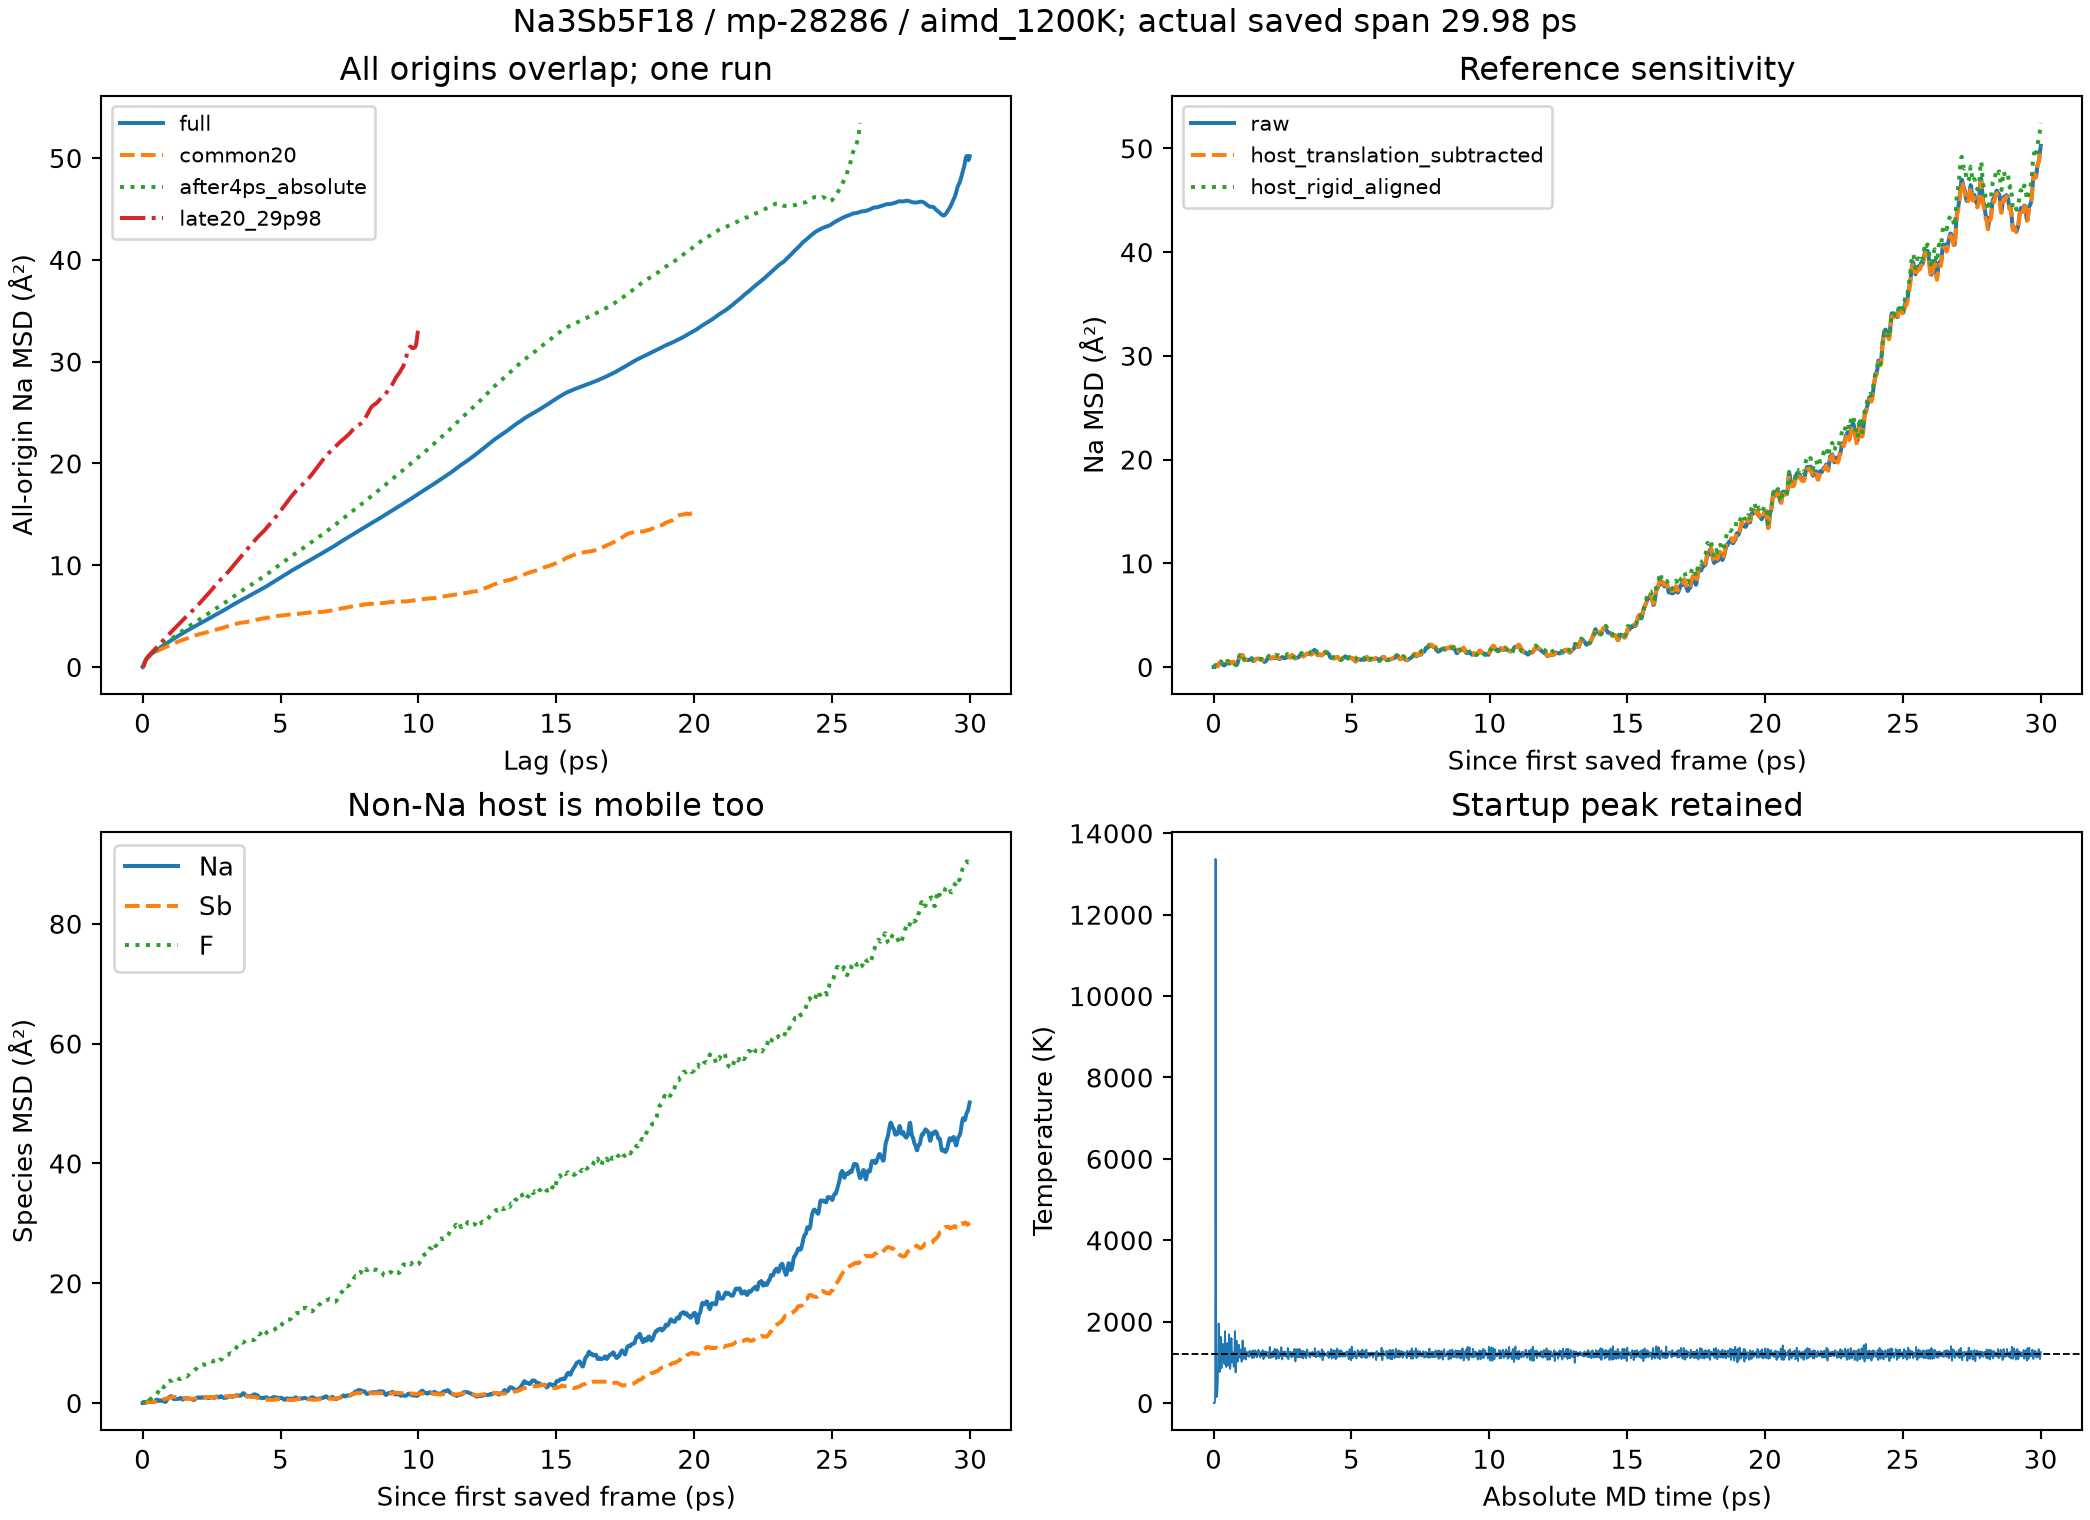 Na3Sb5F18 / mp-28286 / aimd_1200K; actual saved span 29.98 ps
All origins overlap; one run
full
common20
after4ps_absolute
late20_29p98
All-origin Na MSD (Å²)
50
40
30
20
10
0
0 5 10 15 20 25 30
Lag (ps)
Reference sensitivity
raw
host_translation_subtracted
host_rigid_aligned
Na MSD (Å²)
50
40
30
20
10
0
0 5 10 15 20 25 30
Since first saved frame (ps)
Non-Na host is mobile too
Na
Sb
F
Species MSD (Å²)
80
60
40
20
0
0 5 10 15 20 25 30
Since first saved frame (ps)
Startup peak retained
Temperature (K)
14000
12000
10000
8000
6000
4000
2000
0
0 5 10 15 20 25 30
Absolute MD time (ps)